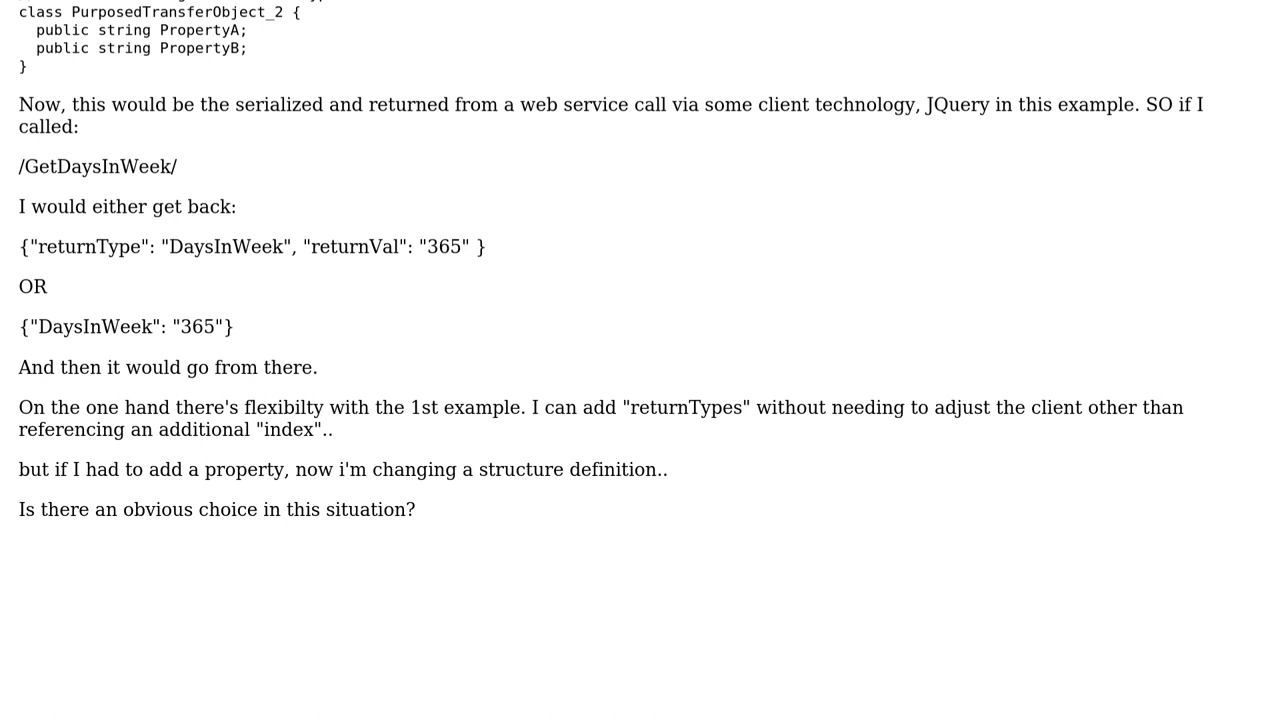 class PurposedTransferObject_2 {
  public string PropertyA;
  public string PropertyB;
}
Now, this would be the serialized and returned from a web service call via some client technology, JQuery in this example. SO if I
called:
/GetDaysInWeek/
I would either get back:
{"returnType": "DaysInWeek", "returnVal": "365" }
OR
{"DaysInWeek": "365"}
And then it would go from there.
On the one hand there's flexibilty with the 1st example. I can add "returnTypes" without needing to adjust the client other than
referencing an additional "index"..
but if I had to add a property, now i'm changing a structure definition..
Is there an obvious choice in this situation?